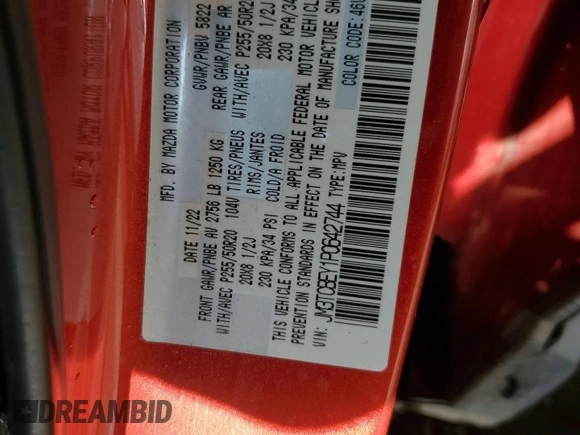 MFD. BY MAZDA MOTOR CORPORATION
DATE 11/22 GVWR/PNBV 5822
FRONT GAWR/PNBE AV 2756 LB 1250 KG REAR GAWR/PNBE AR
WITH/AVEC P255/50R20 104V TIRES/PNEUS WITH/AVEC P255/50R2
20X8 1/2J RIMS/JANTES 20X8 1/2J
230 KPA/34 PSI COLD/A FROID 230 KPA/34
THIS VEHICLE CONFORMS TO ALL APPLICABLE FEDERAL MOTOR VEHICLE
PREVENTION STANDARDS IN EFFECT ON THE DATE OF MANUFACTURE SH
VIN: JM3TCBEY1P0642744 TYPE:MPV COLOR CODE: 46
DREAMBID